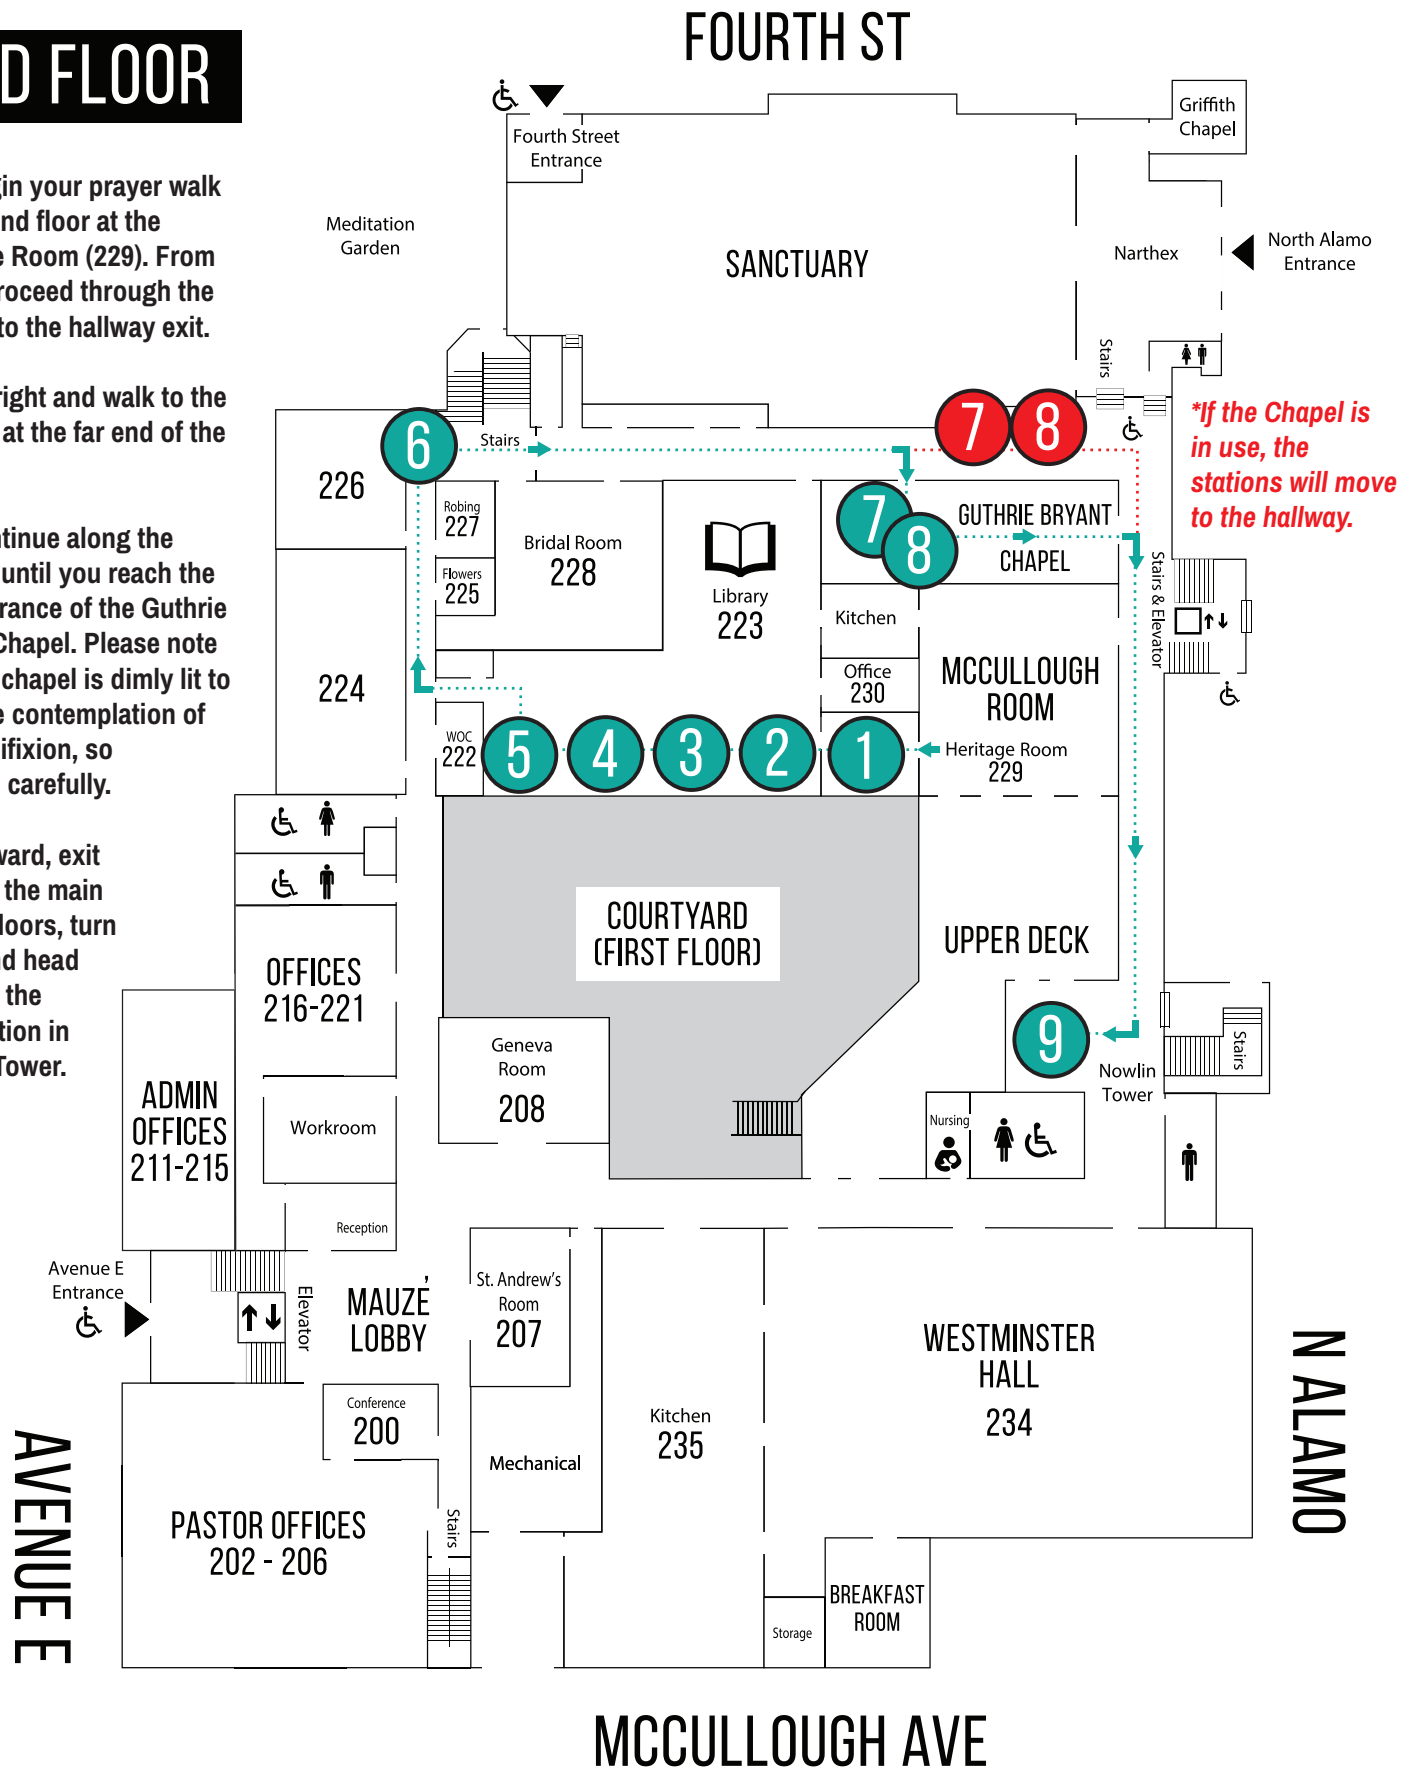 D FLOOR
gin your prayer walk
nd floor at the
e Room (229). From
roceed through the
to the hallway exit.
right and walk to the
at the far end of the
ntinue along the
until you reach the
rance of the Guthrie
Chapel. Please note
chapel is dimly lit to
e contemplation of
ifixion, so
carefully.
ward, exit
the main
doors, turn
nd head
the
tion in
Tower.
FOURTH ST
Griffith
Chapel
Fourth Street
Entrance
Meditation
Garden
SANCTUARY
Narthex
North Alamo
Entrance
Stairs
*If the Chapel is
in use, the
stations will move
to the hallway.
7
8
6
Stairs
226
Robing
227
Flowers
225
Bridal Room
228
Library
223
7
8
GUTHRIE BRYANT
CHAPEL
Kitchen
Office
230
MCCULLOUGH
ROOM
Stairs & Elevator
224
WOC
222
5
4
3
2
1
Heritage Room
229
COURTYARD
(FIRST FLOOR)
UPPER DECK
OFFICES
216-221
9
Nowlin
Tower
Stairs
Geneva
Room
208
ADMIN
OFFICES
211-215
Workroom
Nursing
Reception
Avenue E
Entrance
Elevator
MAUZÉ
LOBBY
St. Andrew's
Room
207
WESTMINSTER
HALL
234
Conference
200
Kitchen
235
Mechanical
PASTOR OFFICES
202 - 206
Stairs
BREAKFAST
ROOM
Storage
AVENUE E
N ALAMO
MCCULLOUGH AVE